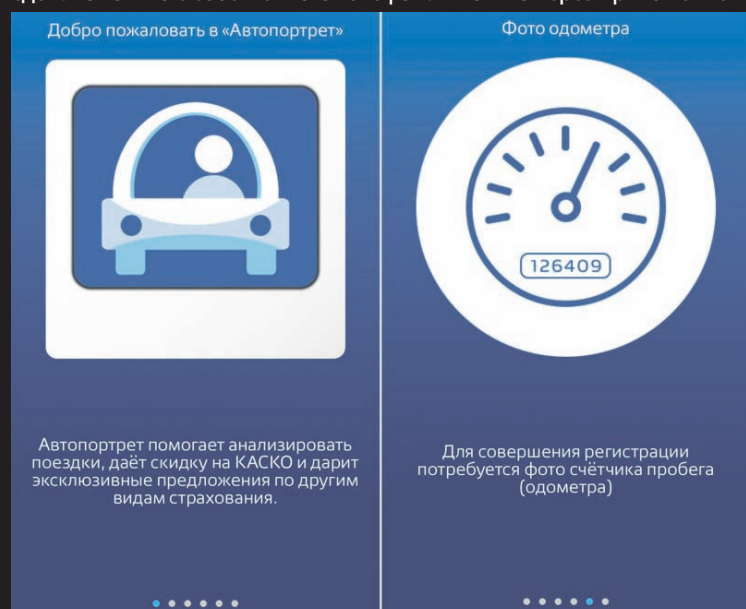 Добро пожаловать в «Автопортрет»
Автопортрет помогает анализировать
поездки, даёт скидку на КАСКО и дарит
эксклюзивные предложения по другим
видам страхования.
Фото одометра
126409
Для совершения регистрации
потребуется фото счётчика пробега
(одометра)